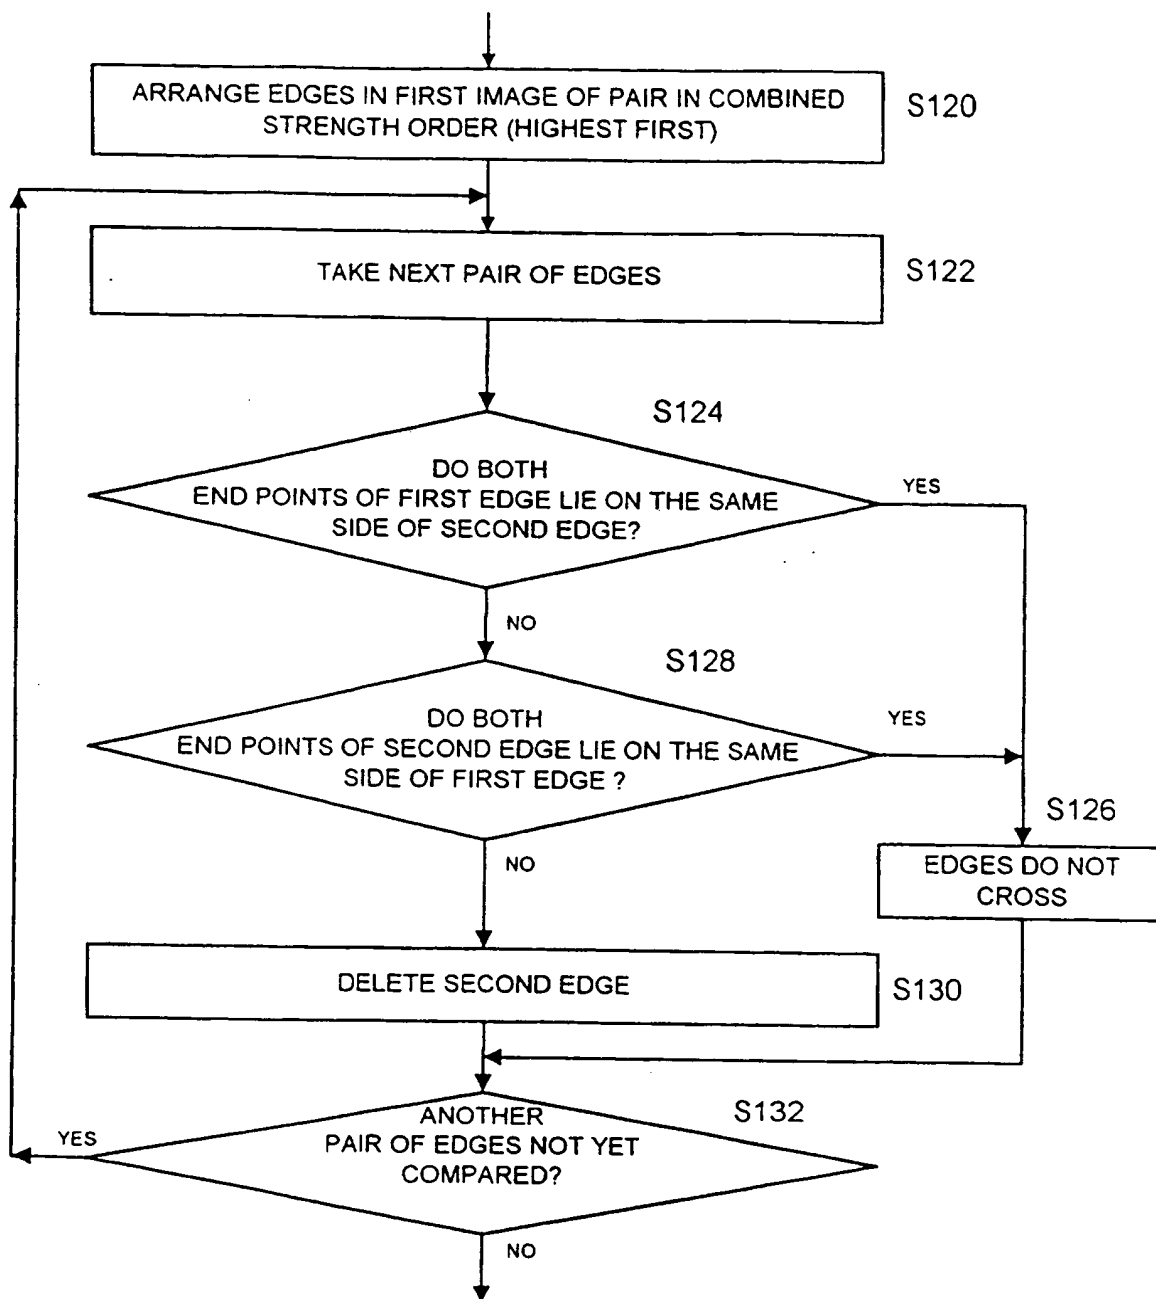 ARRANGE EDGES IN FIRST IMAGE OF PAIR IN COMBINED
STRENGTH ORDER (HIGHEST FIRST)
S120
TAKE NEXT PAIR OF EDGES
S122
S124
DO BOTH
END POINTS OF FIRST EDGE LIE ON THE SAME
SIDE OF SECOND EDGE?
YES
NO
S128
DO BOTH
END POINTS OF SECOND EDGE LIE ON THE SAME
SIDE OF FIRST EDGE ?
YES
S126
EDGES DO NOT
CROSS
NO
DELETE SECOND EDGE
S130
S132
ANOTHER
PAIR OF EDGES NOT YET
COMPARED?
YES
NO